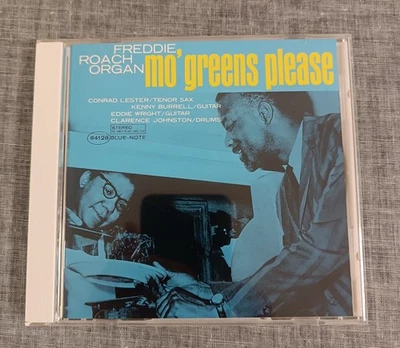 FREDDIE
ROACH
ORGAN
mo' greens please
CONRAD LESTER/TENOR SAX
KENNY BURRELL/GUITAR
EDDIE WRIGHT/GUITAR
CLARENCE JOHNSTON/DRUMS
84128
STEREO
BLUE NOTE